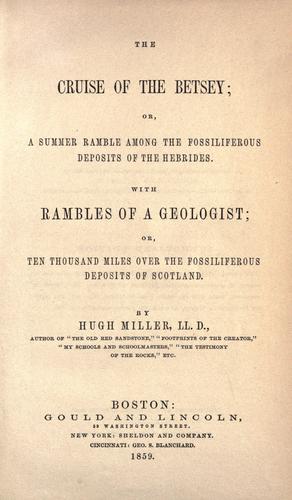 THE
CRUISE OF THE BETSEY;
OR,
A SUMMER RAMBLE AMONG THE FOSSILIFEROUS
DEPOSITS OF THE HEBRIDES.
WITH
RAMBLES OF A GEOLOGIST;
OR,
TEN THOUSAND MILES OVER THE FOSSILIFEROUS
DEPOSITS OF SCOTLAND.
BY
HUGH MILLER, LL. D.,
AUTHOR OF "THE OLD RED SANDSTONE," "FOOTPRINTS OF THE CREATOR,"
"MY SCHOOLS AND SCHOOLMASTERS," "THE TESTIMONY
OF THE ROCKS," ETC.
BOSTON:
GOULD AND LINCOLN,
59 WASHINGTON STREET.
NEW YORK: SHELDON AND COMPANY.
CINCINNATI: GEO. S. BLANCHARD.
1859.